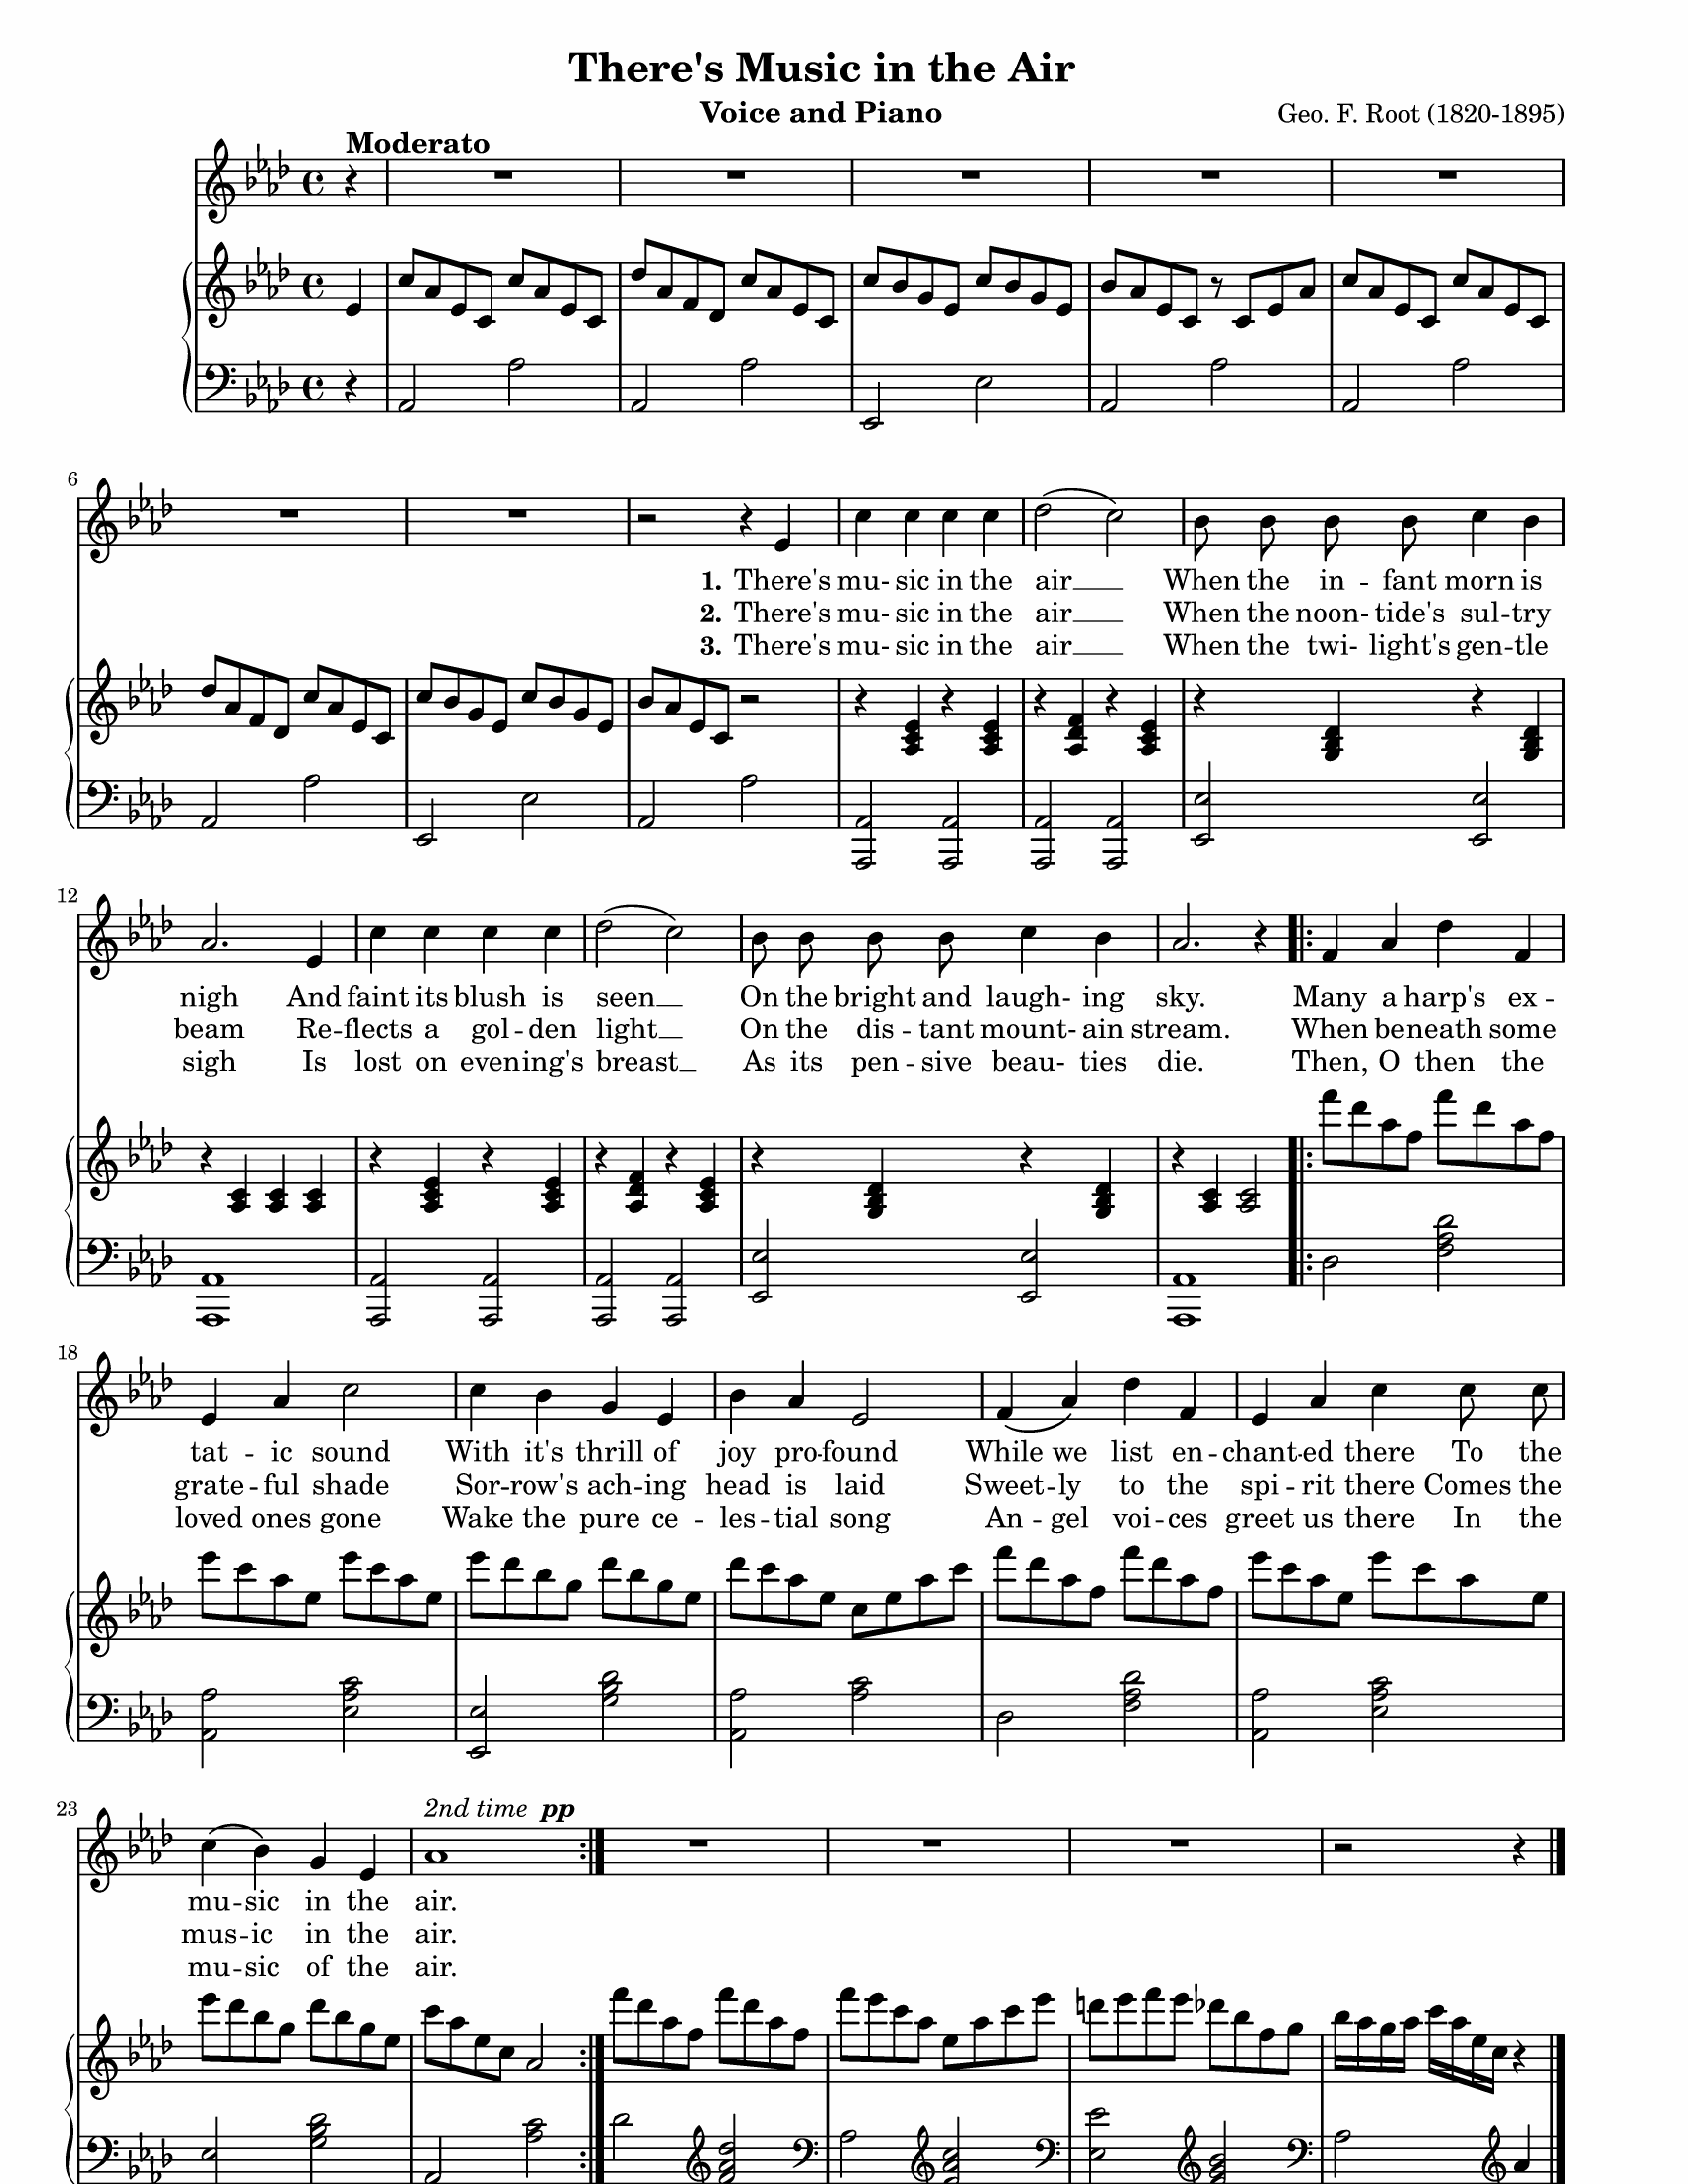 There's Music in the Air
Voice and Piano
Geo. F. Root (1820-1895)
Moderato
6
1. There's mu- sic in the air __ When the in -- fant morn is
2. There's mu- sic in the air __ When the noon- tide's sul -- try
3. There's mu- sic in the air __ When the twi- light's gen -- tle
12
nigh And faint its blush is seen __ On the bright and laugh- ing sky. Many a harp's ex --
beam Re -- flects a gol -- den light __ On the dis -- tant mount- ain stream. When beneath some
sigh Is lost on evening's breast __ As its pen -- sive beau- ties die. Then, O then the
18
tat -- ic sound With it's thrill of joy pro -- found While we list en -- chant -- ed there To the
grate -- ful shade Sor -- row's ach -- ing head is laid Sweet -- ly to the spi -- rit there Comes the
loved ones gone Wake the pure ce -- les -- tial song An -- gel voi -- ces greet us there In the
23
2nd time pp
mu -- sic in the air.
mus -- ic in the air.
mu -- sic of the air.